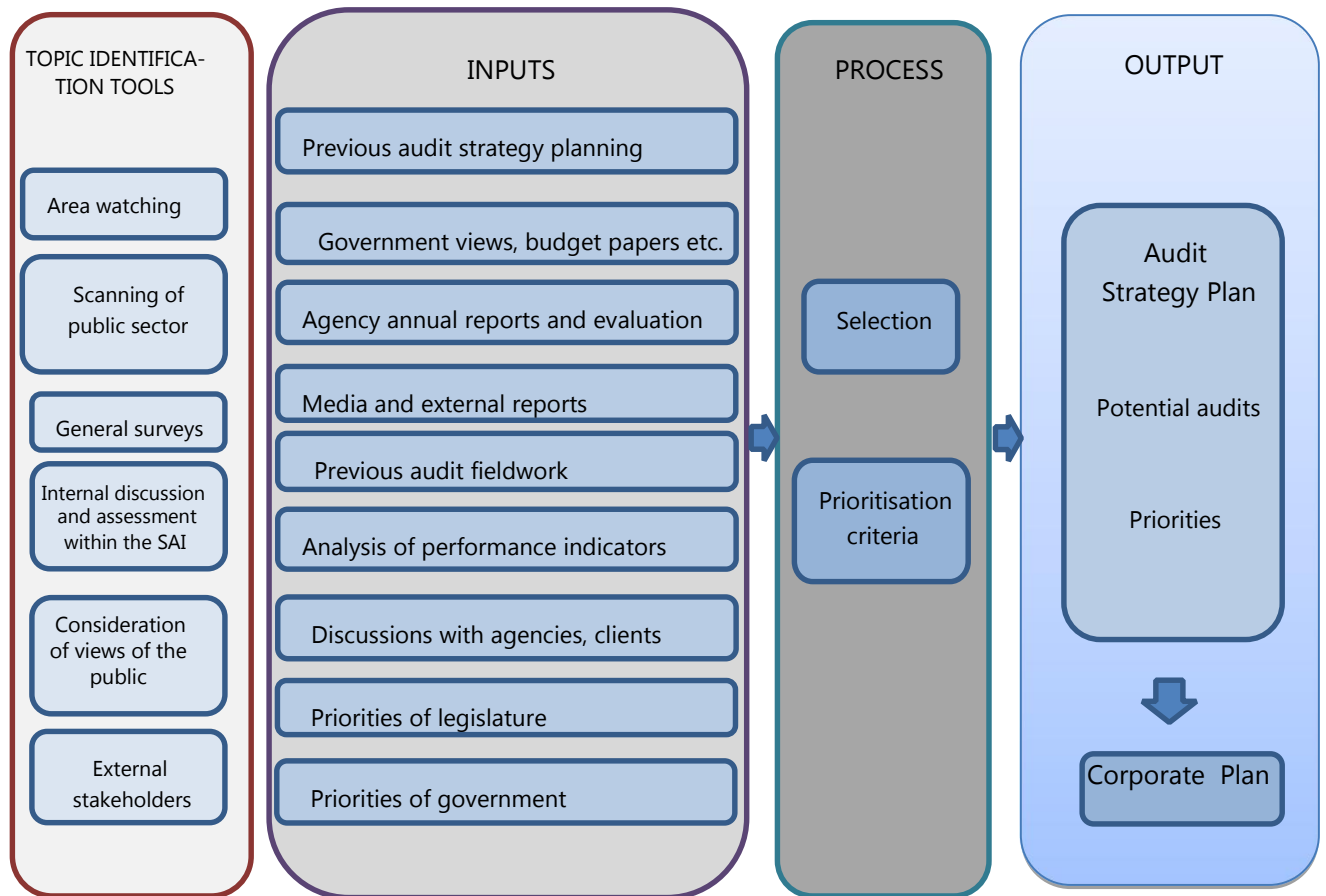 TOPIC IDENTIFICA-
TION TOOLS
Area watching
Scanning of
public sector
General surveys
Internal discussion
and assessment
within the SAI
Consideration
of views of the
public
External
stakeholders
INPUTS
Previous audit strategy planning
Government views, budget papers etc.
Agency annual reports and evaluation
Media and external reports
Previous audit fieldwork
Analysis of performance indicators
Discussions with agencies, clients
Priorities of legislature
Priorities of government
PROCESS
Selection
Prioritisation
criteria
OUTPUT
Audit
Strategy Plan
Potential audits
Priorities
Corporate Plan